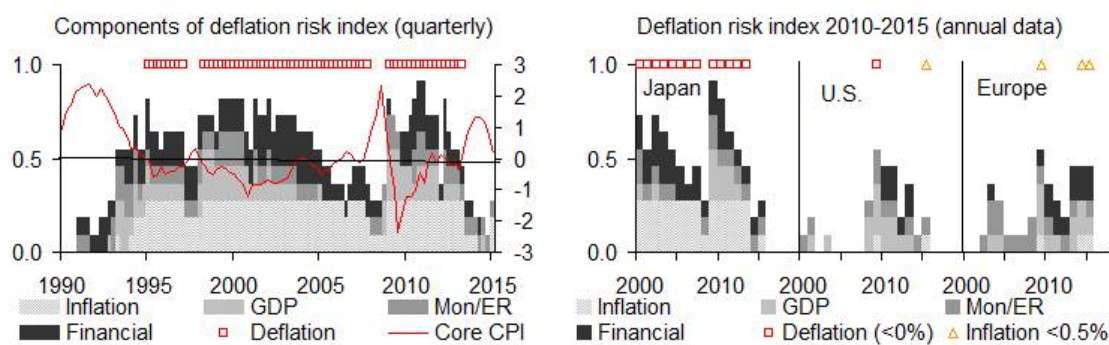 Components of deflation risk index (quarterly)
1.0
0.5
0.0
3
2
1
0
-1
-2
-3
1990 1995 2000 2005 2010 2015
Inflation GDP Mon/ER
Financial Deflation Core CPI
Deflation risk index 2010-2015 (annual data)
1.0
0.5
0.0
Japan U.S. Europe
2000 2010 2000 2010 2000 2010
Inflation GDP Mon/ER
Financial Deflation (<0%) Inflation <0.5%